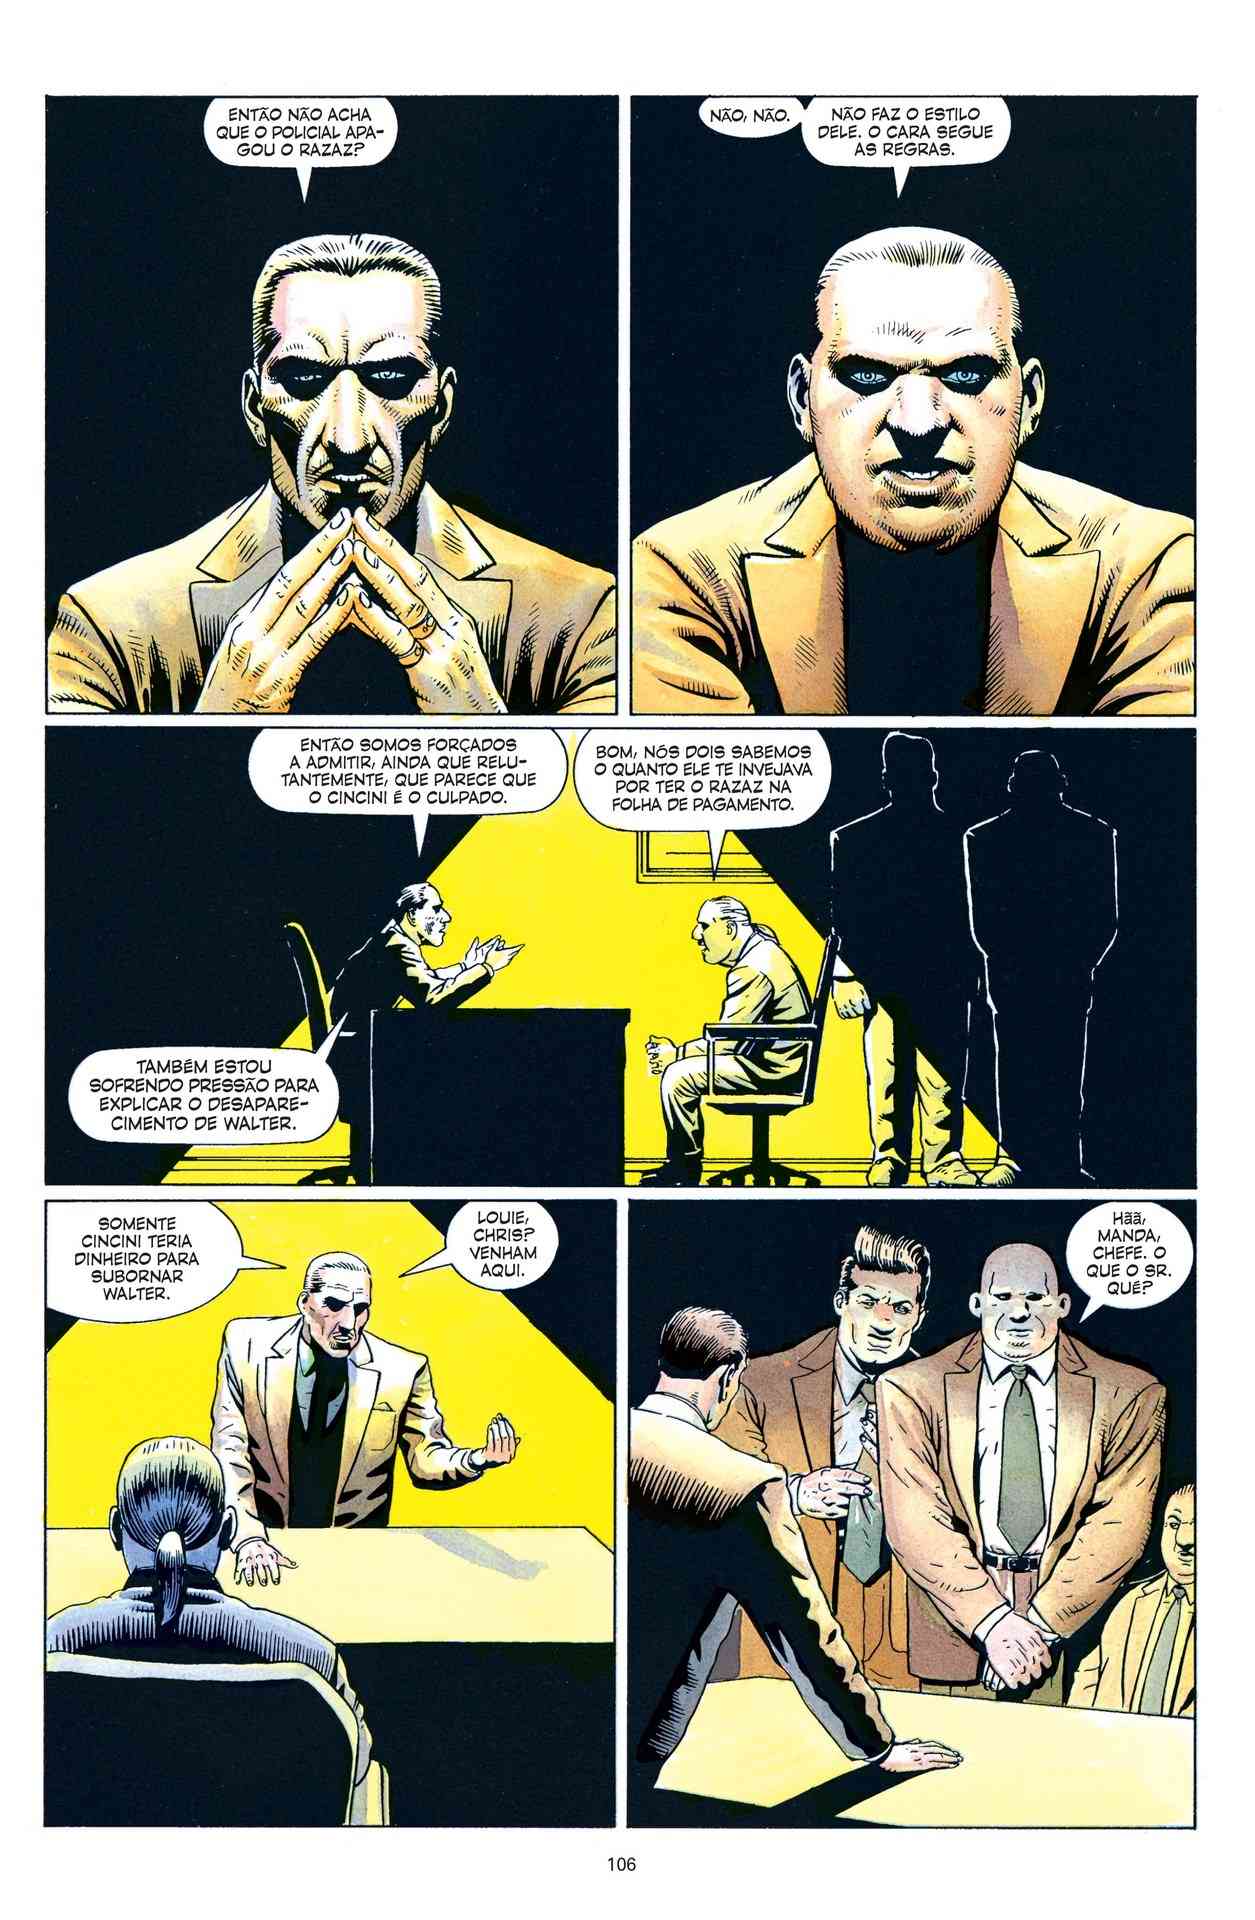 ENTÃO NÃO ACHA
QUE O POLICIAL APA-
GOU O RAZAZ?
NÃO, NÃO.
NÃO FAZ O ESTILO
DELE. O CARA SEGUE
AS REGRAS.
ENTÃO SOMOS FORÇADOS
A ADMITIR, AINDA QUE RELU-
TANTEMENTE, QUE PARECE QUE
O CINCINI É O CULPADO.
BOM, NÓS DOIS SABEMOS
O QUANTO ELE TE INVEJAVA
POR TER O RAZAZ NA
FOLHA DE PAGAMENTO.
TAMBÉM ESTOU
SOFRENDO PRESSÃO PARA
EXPLICAR O DESAPARE-
CIMENTO DE WALTER.
SOMENTE
CINCINI TERIA
DINHEIRO PARA
SUBORNAR
WALTER.
LOUIE,
CHRIS?
VENHAM
AQUI.
HÃÃ,
MANDA,
CHEFE. O
QUE O SR.
QUÉ?
106